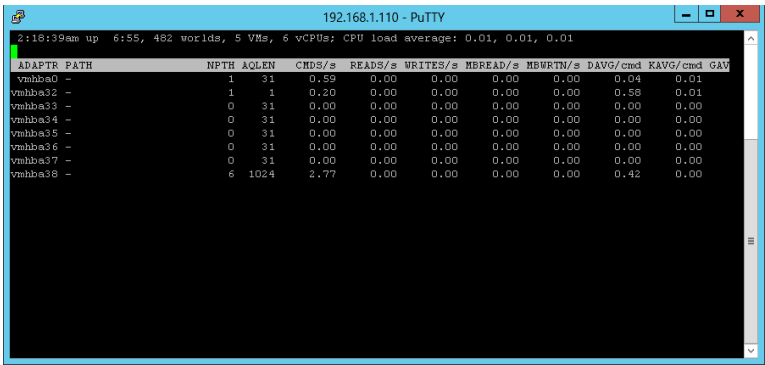 192.168.1.110 - PuTTY
2:18:39am up 6:55, 482 worlds, 5 VMs, 6 vCPUs; CPU load average: 0.01, 0.01, 0.01
ADAPTR PATH NPTH AQLEN CMDS/s READS/s WRITES/s MBREAD/s MBWRTN/s DAVG/cmd KAVG/cmd GAV
vmhba0 - 1 31 0.59 0.00 0.00 0.00 0.00 0.04 0.01
vmhba32 - 1 1 0.20 0.00 0.00 0.00 0.00 0.58 0.01
vmhba33 - 0 31 0.00 0.00 0.00 0.00 0.00 0.00 0.00
vmhba34 - 0 31 0.00 0.00 0.00 0.00 0.00 0.00 0.00
vmhba35 - 0 31 0.00 0.00 0.00 0.00 0.00 0.00 0.00
vmhba36 - 0 31 0.00 0.00 0.00 0.00 0.00 0.00 0.00
vmhba37 - 0 31 0.00 0.00 0.00 0.00 0.00 0.00 0.00
vmhba38 - 6 1024 2.77 0.00 0.00 0.00 0.00 0.42 0.00